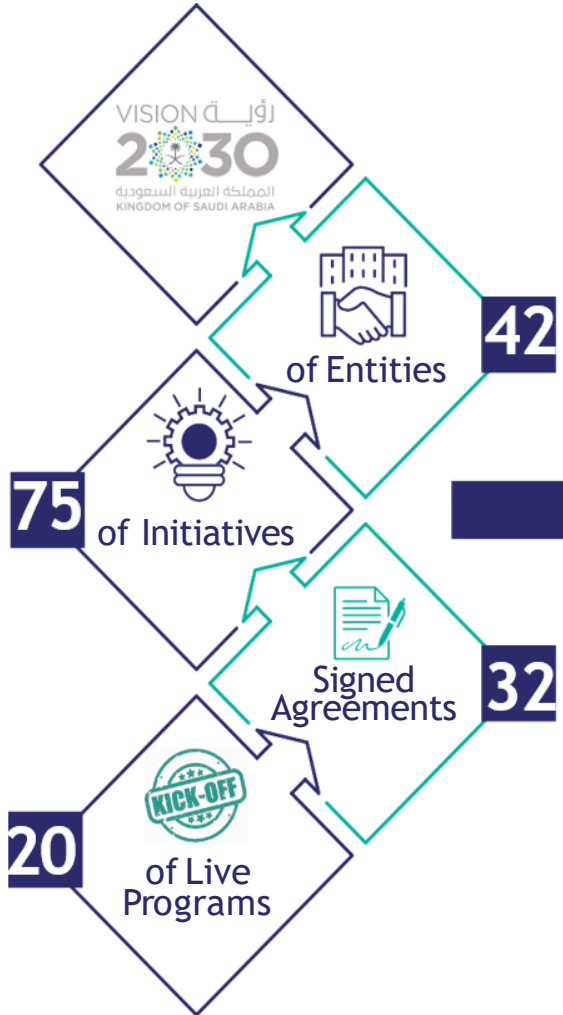 VISION رؤيــة
2030
المملكة العربية السعودية
KINGDOM OF SAUDI ARABIA
42
of Entities
75
of Initiatives
Signed
Agreements
32
KICK-OFF
20
of Live
Programs